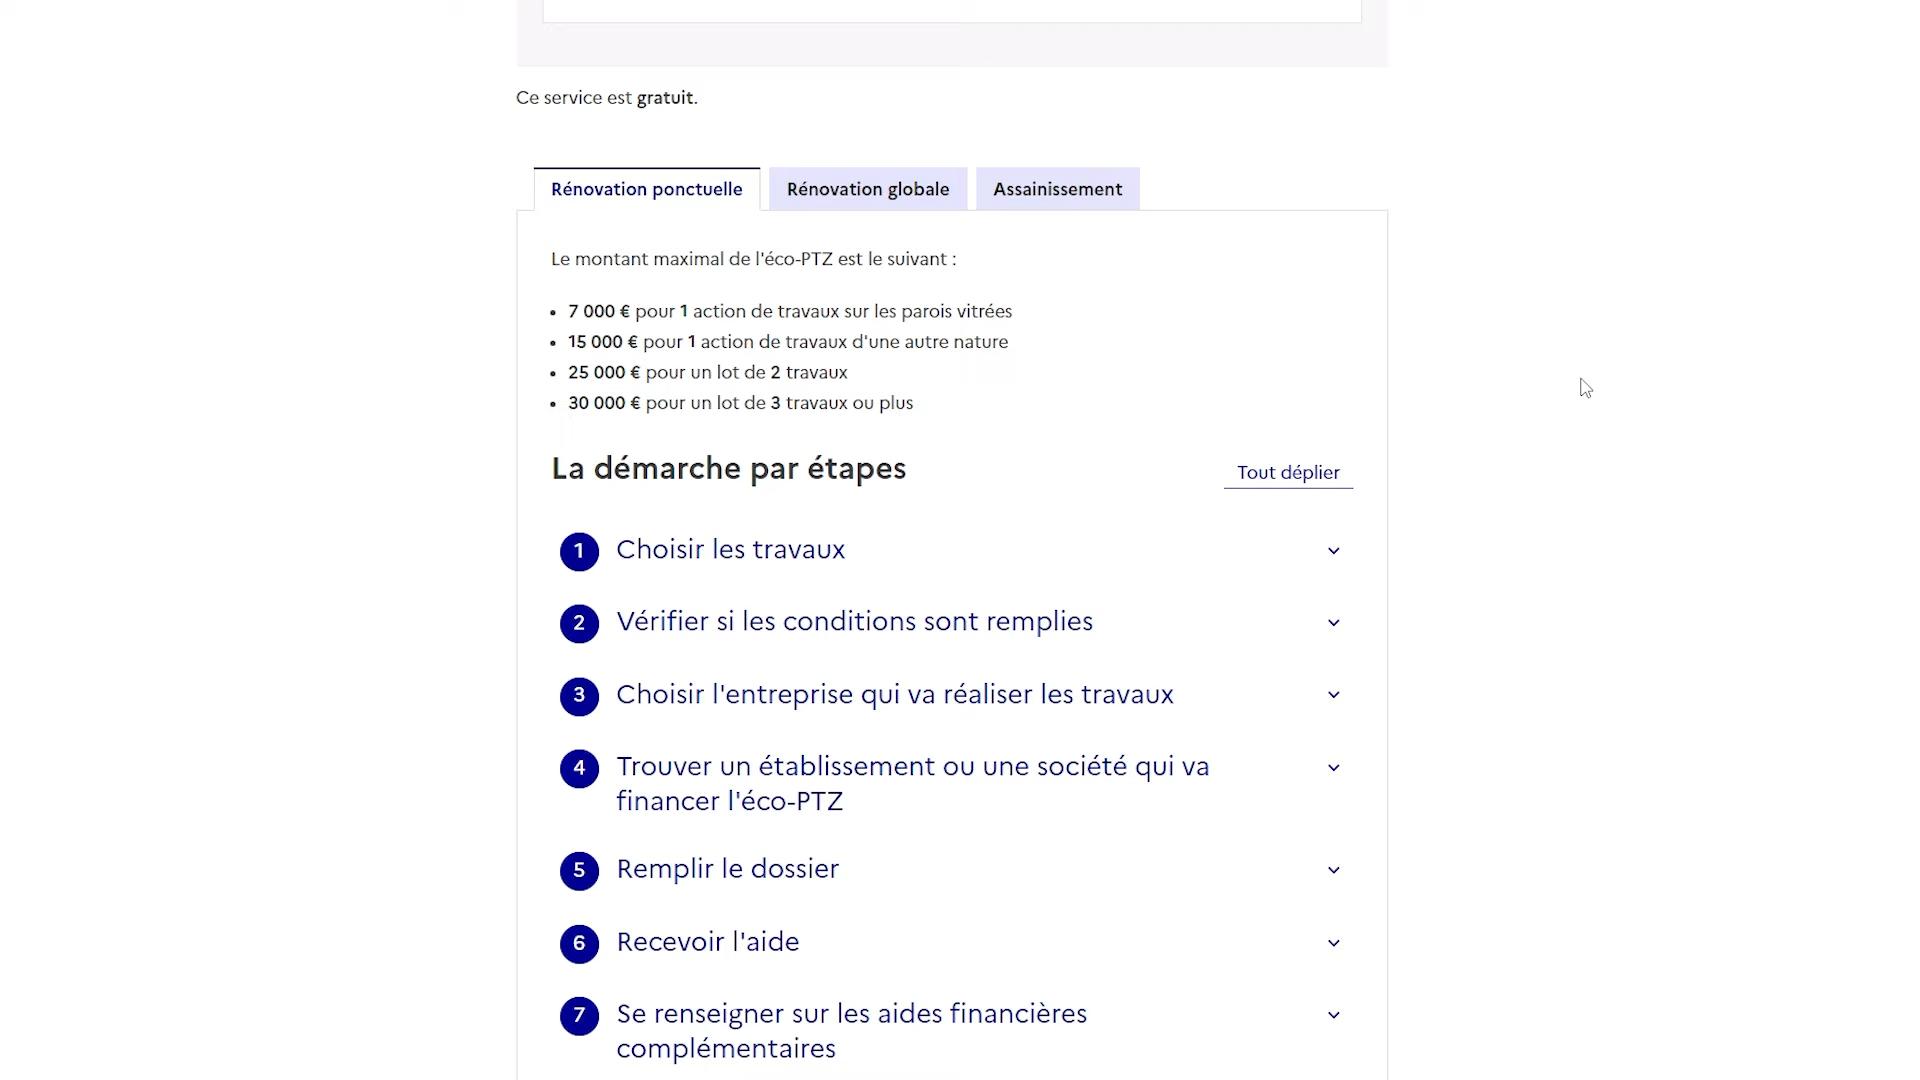 Ce service est gratuit.
Rénovation ponctuelle
Rénovation globale
Assainissement
Le montant maximal de l'éco-PTZ est le suivant :
• 7 000 € pour 1 action de travaux sur les parois vitrées
• 15 000 € pour 1 action de travaux d'une autre nature
• 25 000 € pour un lot de 2 travaux
• 30 000 € pour un lot de 3 travaux ou plus
La démarche par étapes
Tout déplier
1 Choisir les travaux
2 Vérifier si les conditions sont remplies
3 Choisir l'entreprise qui va réaliser les travaux
4 Trouver un établissement ou une société qui va
financer l'éco-PTZ
5 Remplir le dossier
6 Recevoir l'aide
7 Se renseigner sur les aides financières
complémentaires